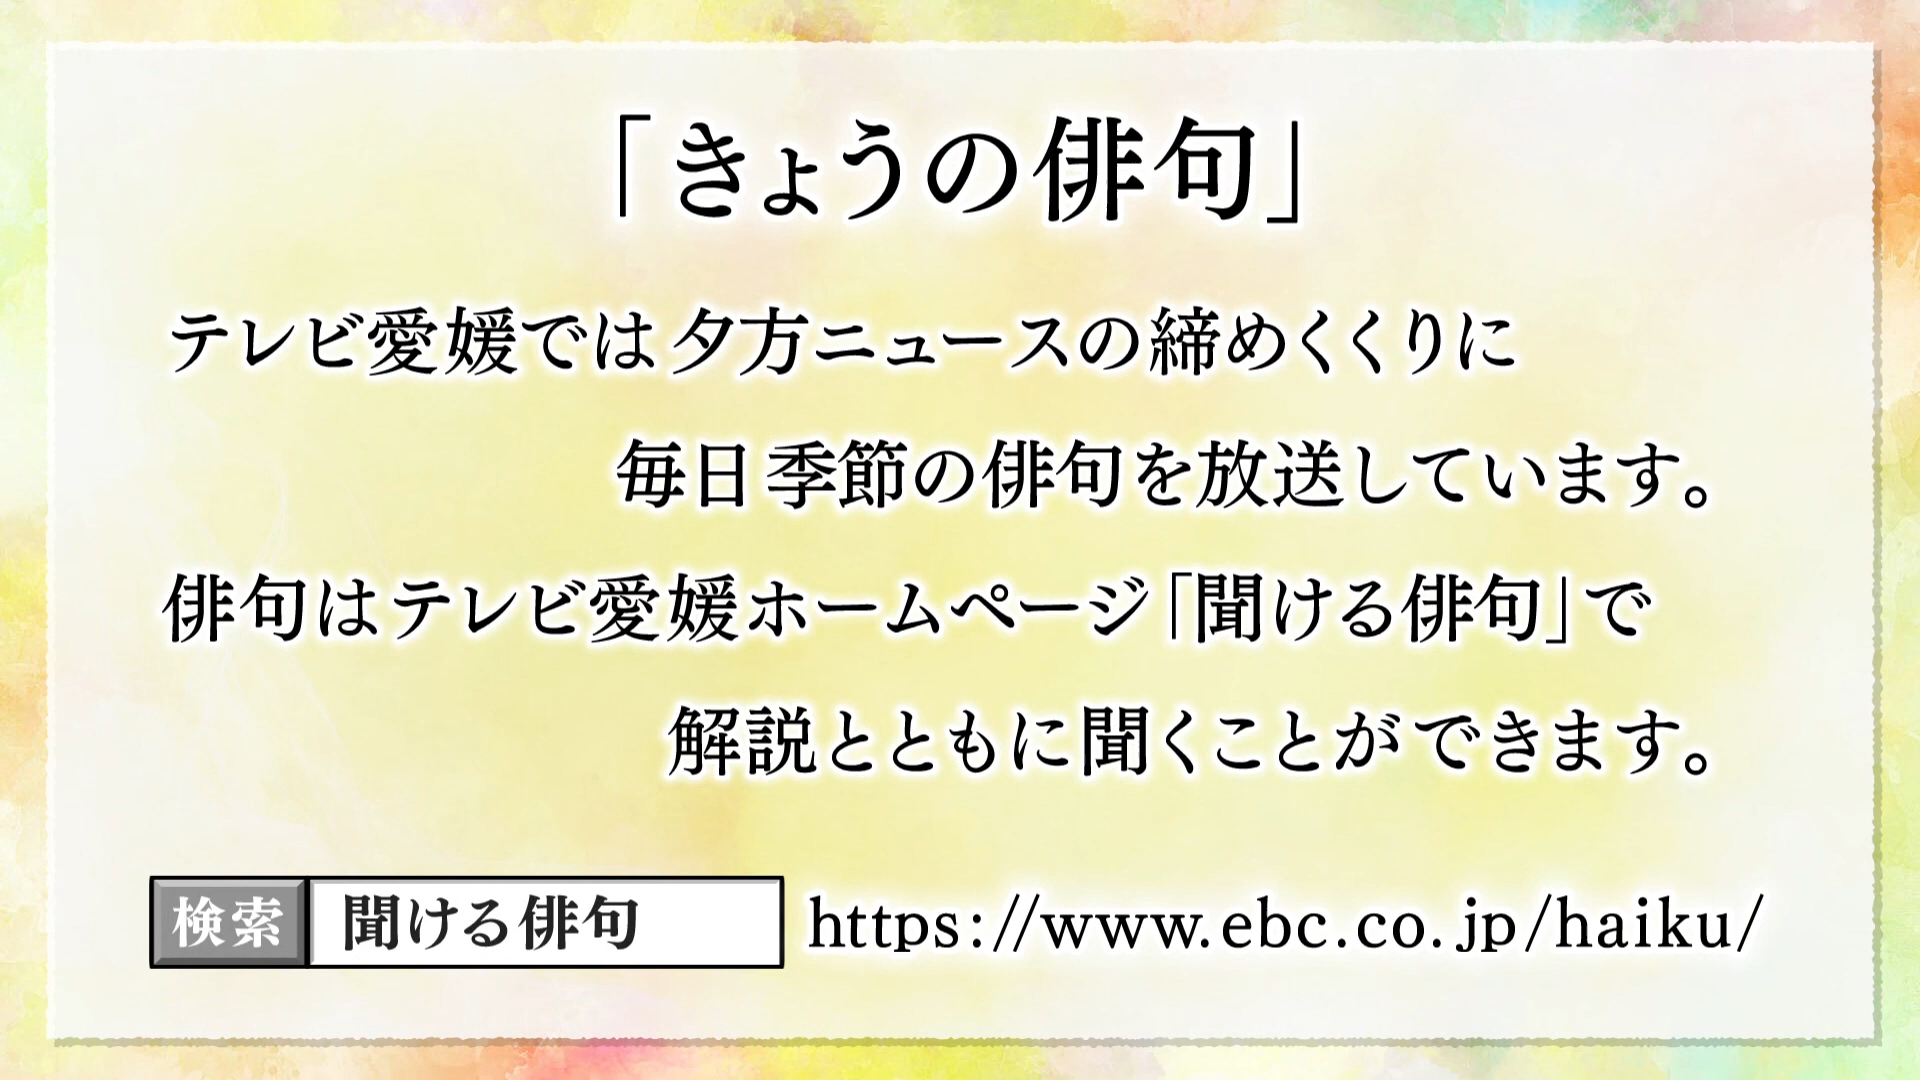 「きょうの俳句」
テレビ愛媛では夕方ニュースの締めくくりに
毎日季節の俳句を放送しています。
俳句はテレビ愛媛ホームページ「聞ける俳句」で
解説とともに聞くことができます。
検索 聞ける俳句 https://www.ebc.co.jp/haiku/